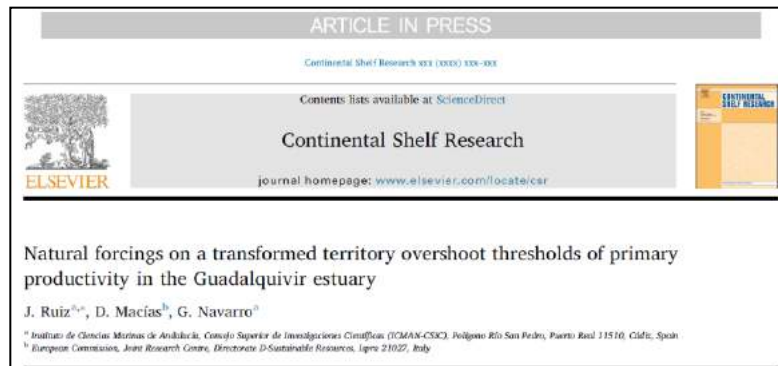 ARTICLE IN PRESS
Continental Shelf Research xxx (xxxx) xxx–xxx
Contents lists available at ScienceDirect
Continental Shelf Research
journal homepage: www.elsevier.com/locate/csr
ELSEVIER
CONTINENTAL
SHELF RESEARCH
Natural forcings on a transformed territory overshoot thresholds of primary
productivity in the Guadalquivir estuary
J. Ruiz a,*, D. Macías b, G. Navarro a
a Instituto de Ciencias Marinas de Andalucía, Consejo Superior de Investigaciones Científicas (ICMAN-CSIC), Polígono Río San Pedro, Puerto Real 11510, Cádiz, Spain
b European Commission, Joint Research Centre, Directorate D-Sustainable Resources, Ispra 21027, Italy